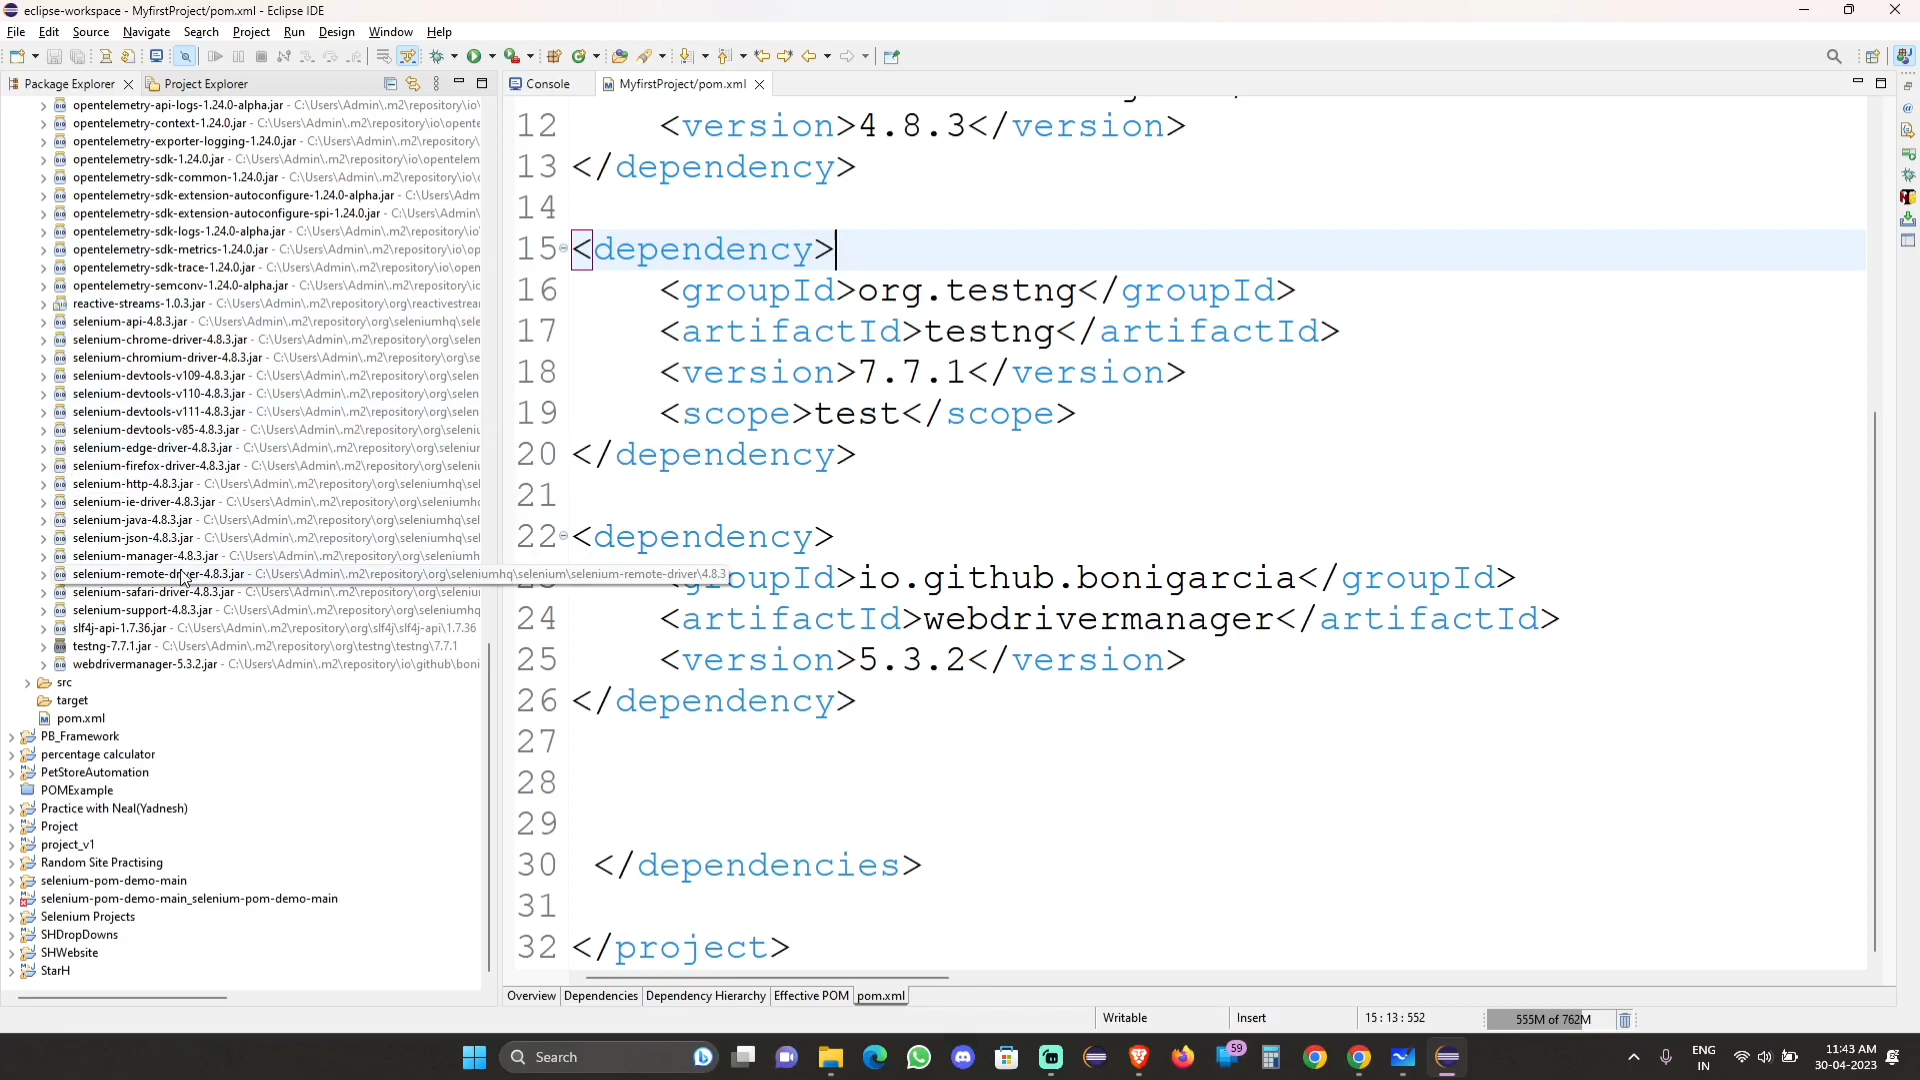 eclipse-workspace - MyfirstProject/pom.xml - Eclipse IDE
File Edit Source Navigate Search Project Run Design Window Help
Package Explorer Project Explorer
Console MyfirstProject/pom.xml
opentelemetry-api-logs-1.24.0-alpha.jar - C:\Users\Admin\.m2\repository\io\
opentelemetry-context-1.24.0.jar - C:\Users\Admin\.m2\repository\io\opente
opentelemetry-exporter-logging-1.24.0.jar - C:\Users\Admin\.m2\repository\
opentelemetry-sdk-1.24.0.jar - C:\Users\Admin\.m2\repository\io\opentelem
opentelemetry-sdk-common-1.24.0.jar - C:\Users\Admin\.m2\repository\io\
opentelemetry-sdk-extension-autoconfigure-1.24.0-alpha.jar - C:\Users\Adm
opentelemetry-sdk-extension-autoconfigure-spi-1.24.0.jar - C:\Users\Admin\
opentelemetry-sdk-logs-1.24.0-alpha.jar - C:\Users\Admin\.m2\repository\io\
opentelemetry-sdk-metrics-1.24.0.jar - C:\Users\Admin\.m2\repository\io\op
opentelemetry-sdk-trace-1.24.0.jar - C:\Users\Admin\.m2\repository\io\open
opentelemetry-semconv-1.24.0-alpha.jar - C:\Users\Admin\.m2\repository\io\
reactive-streams-1.0.3.jar - C:\Users\Admin\.m2\repository\org\reactivestrea
selenium-api-4.8.3.jar - C:\Users\Admin\.m2\repository\org\seleniumhq\sele
selenium-chrome-driver-4.8.3.jar - C:\Users\Admin\.m2\repository\org\sele
selenium-chromium-driver-4.8.3.jar - C:\Users\Admin\.m2\repository\org\se
selenium-devtools-v109-4.8.3.jar - C:\Users\Admin\.m2\repository\org\selen
selenium-devtools-v110-4.8.3.jar - C:\Users\Admin\.m2\repository\org\selen
selenium-devtools-v111-4.8.3.jar - C:\Users\Admin\.m2\repository\org\selen
selenium-devtools-v85-4.8.3.jar - C:\Users\Admin\.m2\repository\org\seleni
selenium-edge-driver-4.8.3.jar - C:\Users\Admin\.m2\repository\org\seleniu
selenium-firefox-driver-4.8.3.jar - C:\Users\Admin\.m2\repository\org\seleni
selenium-http-4.8.3.jar - C:\Users\Admin\.m2\repository\org\seleniumhq\sel
selenium-ie-driver-4.8.3.jar - C:\Users\Admin\.m2\repository\org\seleniumhq
selenium-java-4.8.3.jar - C:\Users\Admin\.m2\repository\org\seleniumhq\se
selenium-json-4.8.3.jar - C:\Users\Admin\.m2\repository\org\seleniumhq\sel
selenium-manager-4.8.3.jar - C:\Users\Admin\.m2\repository\org\seleniumh
selenium-remote-driver-4.8.3.jar - C:\Users\Admin\.m2\repository\org\seleniumhq\selenium\selenium-remote-driver\4.8.3
selenium-safari-driver-4.8.3.jar - C:\Users\Admin\.m2\repository\org\seleniu
selenium-support-4.8.3.jar - C:\Users\Admin\.m2\repository\org\seleniumhq
slf4j-api-1.7.36.jar - C:\Users\Admin\.m2\repository\org\slf4j\slf4j-api\1.7.36
testng-7.7.1.jar - C:\Users\Admin\.m2\repository\org\testng\testng\7.7.1
webdrivermanager-5.3.2.jar - C:\Users\Admin\.m2\repository\io\github\boni
src
target
pom.xml
PB_Framework
percentage calculator
PetStoreAutomation
POMExample
Practice with Neal(Yadnesh)
Project
project_v1
Random Site Practising
selenium-pom-demo-main
selenium-pom-demo-main_selenium-pom-demo-main
Selenium Projects
SHDropDowns
SHWebsite
StarH
12 <version>4.8.3</version>
13 </dependency>
14
15 <dependency>
16 <groupId>org.testng</groupId>
17 <artifactId>testng</artifactId>
18 <version>7.7.1</version>
19 <scope>test</scope>
20 </dependency>
21
22 <dependency>
groupId>io.github.bonigarcia</groupId>
24 <artifactId>webdrivermanager</artifactId>
25 <version>5.3.2</version>
26 </dependency>
27
28
29
30 </dependencies>
31
32 </project>
Overview Dependencies Dependency Hierarchy Effective POM pom.xml
Writable Insert 15 : 13 : 552 555M of 762M
Search 59 ENG IN 11:43 AM 30-04-2023